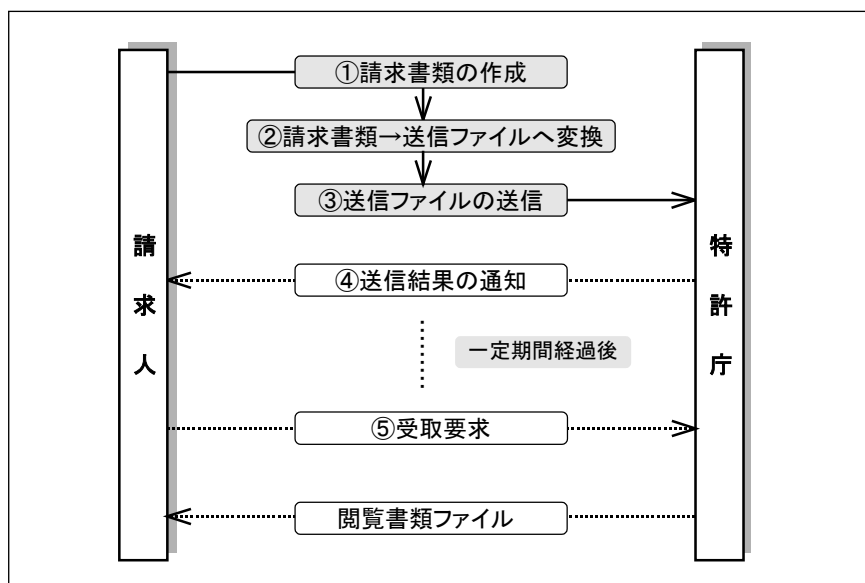 ①請求書類の作成
②請求書類→送信ファイルへ変換
③送信ファイルの送信
請求人
特許庁
④送信結果の通知
一定期間経過後
⑤受取要求
閲覧書類ファイル